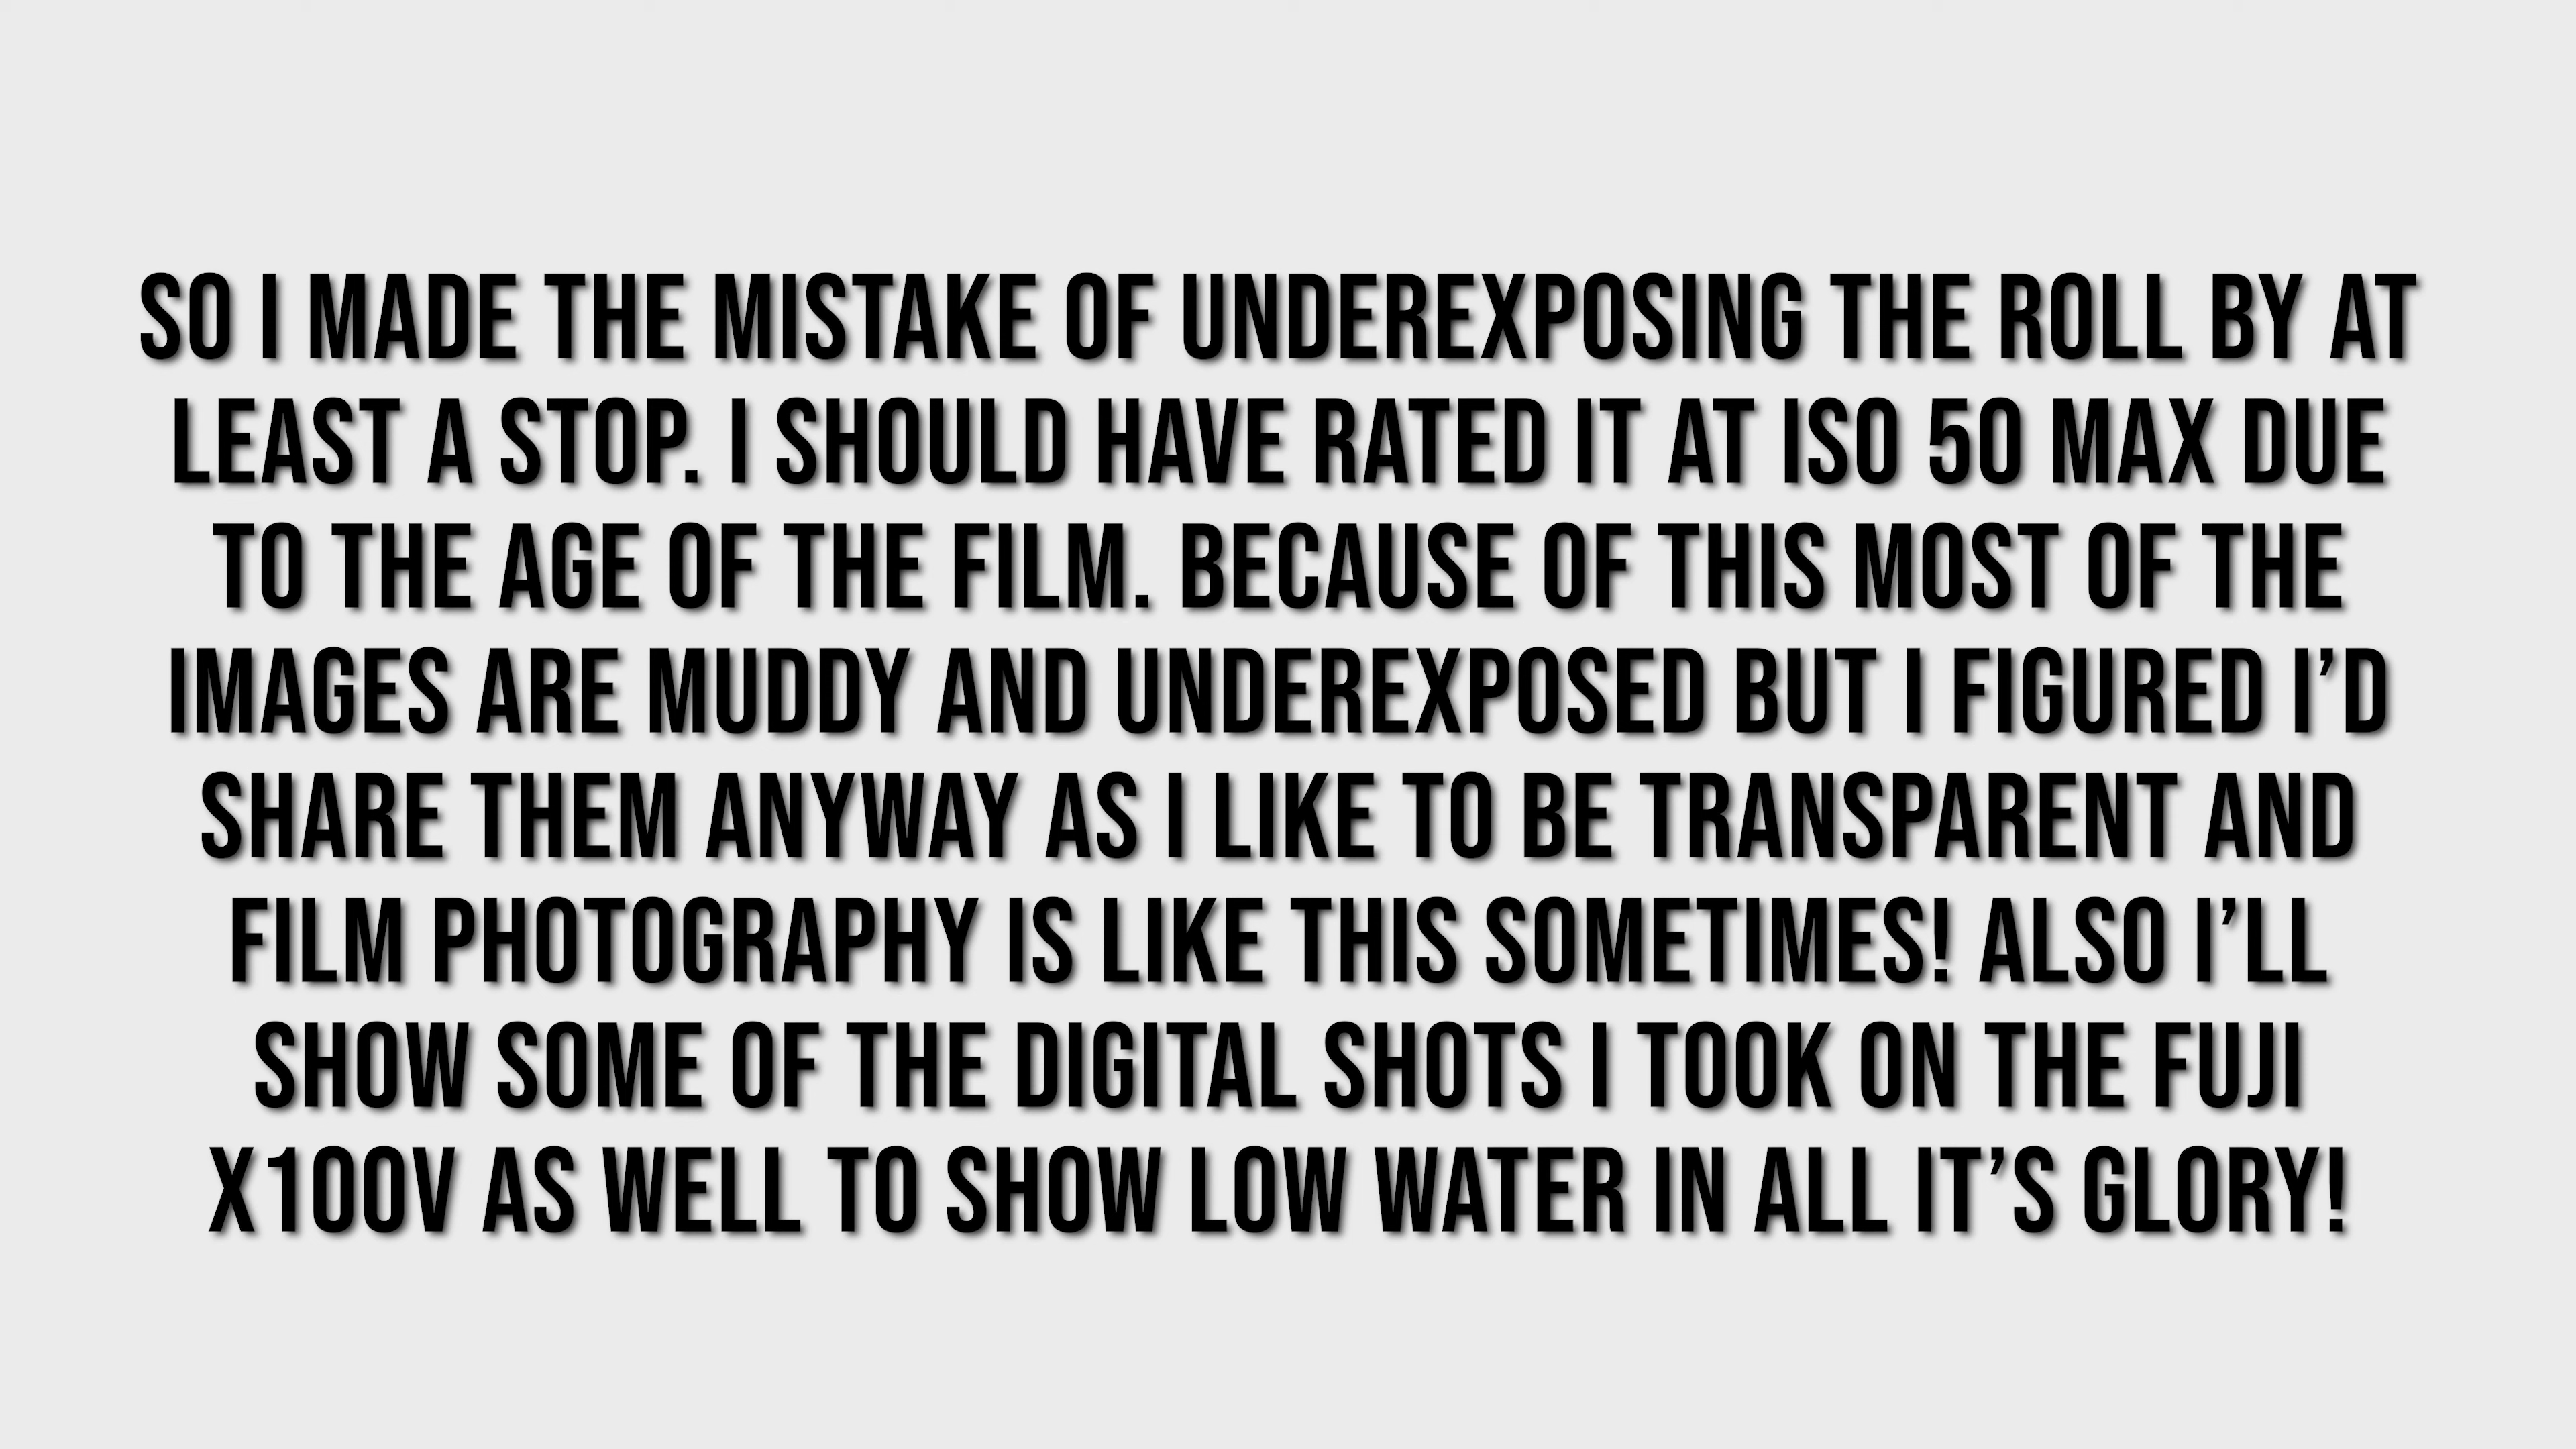 SO I MADE THE MISTAKE OF UNDEREXPOSING THE ROLL BY AT
LEAST A STOP. I SHOULD HAVE RATED IT AT ISO 50 MAX DUE
TO THE AGE OF THE FILM. BECAUSE OF THIS MOST OF THE
IMAGES ARE MUDDY AND UNDEREXPOSED BUT I FIGURED I’D
SHARE THEM ANYWAY AS I LIKE TO BE TRANSPARENT AND
FILM PHOTOGRAPHY IS LIKE THIS SOMETIMES! ALSO I’LL
SHOW SOME OF THE DIGITAL SHOTS I TOOK ON THE FUJI
X100V AS WELL TO SHOW LOW WATER IN ALL IT’S GLORY!